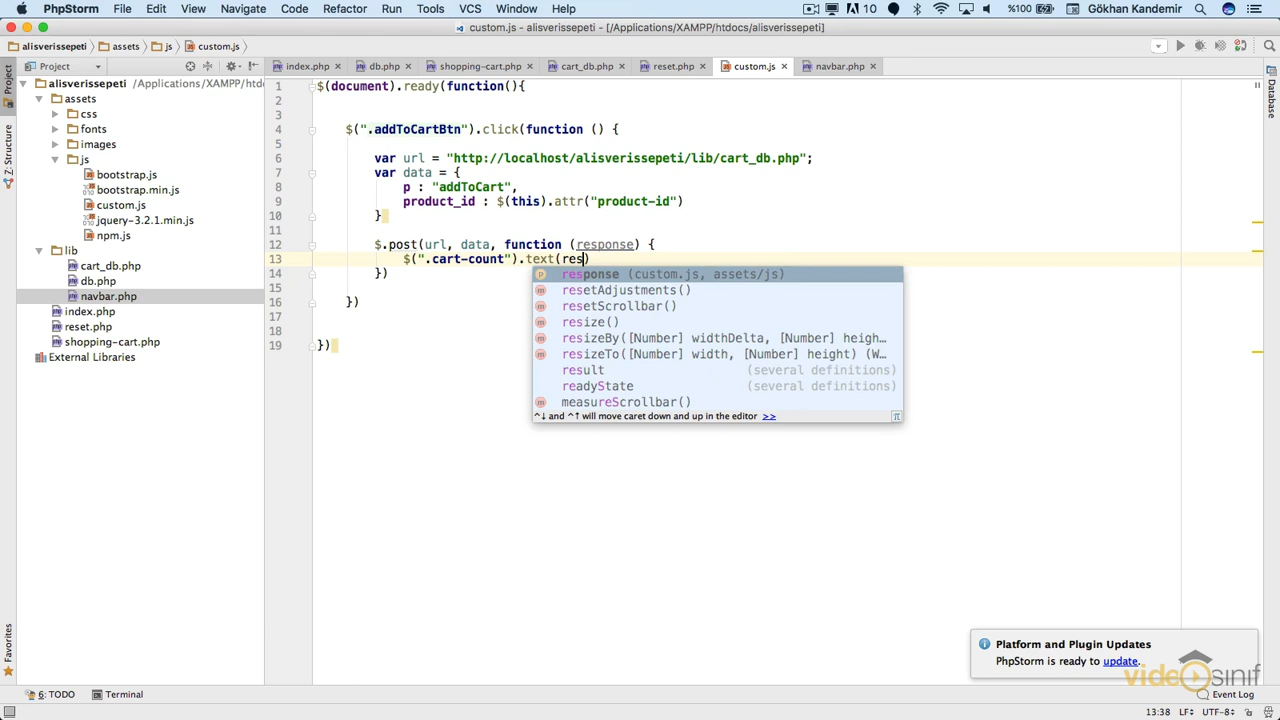 PhpStorm File Edit View Navigate Code Refactor Run Tools VCS Window Help 10 %100 Gökhan Kandemir
custom.js - alisverissepeti - [/Applications/XAMPP/htdocs/alisverissepeti]
alisverissepeti assets js custom.js
Project index.php db.php shopping-cart.php cart_db.php reset.php custom.js navbar.php
1: Project
Z: Structure
Favorites
Database
alisverissepeti /Applications/XAMPP/htdo
assets
css
fonts
images
js
bootstrap.js
bootstrap.min.js
custom.js
jquery-3.2.1.min.js
npm.js
lib
cart_db.php
db.php
navbar.php
index.php
reset.php
shopping-cart.php
External Libraries
1 $(document).ready(function(){
2
3
4 $(".addToCartBtn").click(function () {
5
6 var url = "http://localhost/alisverissepeti/lib/cart_db.php";
7 var data = {
8 p : "addToCart",
9 product_id : $(this).attr("product-id")
10 }
11
12 $.post(url, data, function (response) {
13 $(".cart-count").text(res)
14 })
15
16 })
17
18
19 })
response (custom.js, assets/js)
resetAdjustments()
resetScrollbar()
resize()
resizeBy([Number] widthDelta, [Number] heigh…
resizeTo([Number] width, [Number] height) (W…
result (several definitions)
readyState (several definitions)
measureScrollbar()
^↓ and ^↑ will move caret down and up in the editor >>
Platform and Plugin Updates
PhpStorm is ready to update.
videosinif
6: TODO Terminal Event Log
13:38 LF÷ UTF-8÷